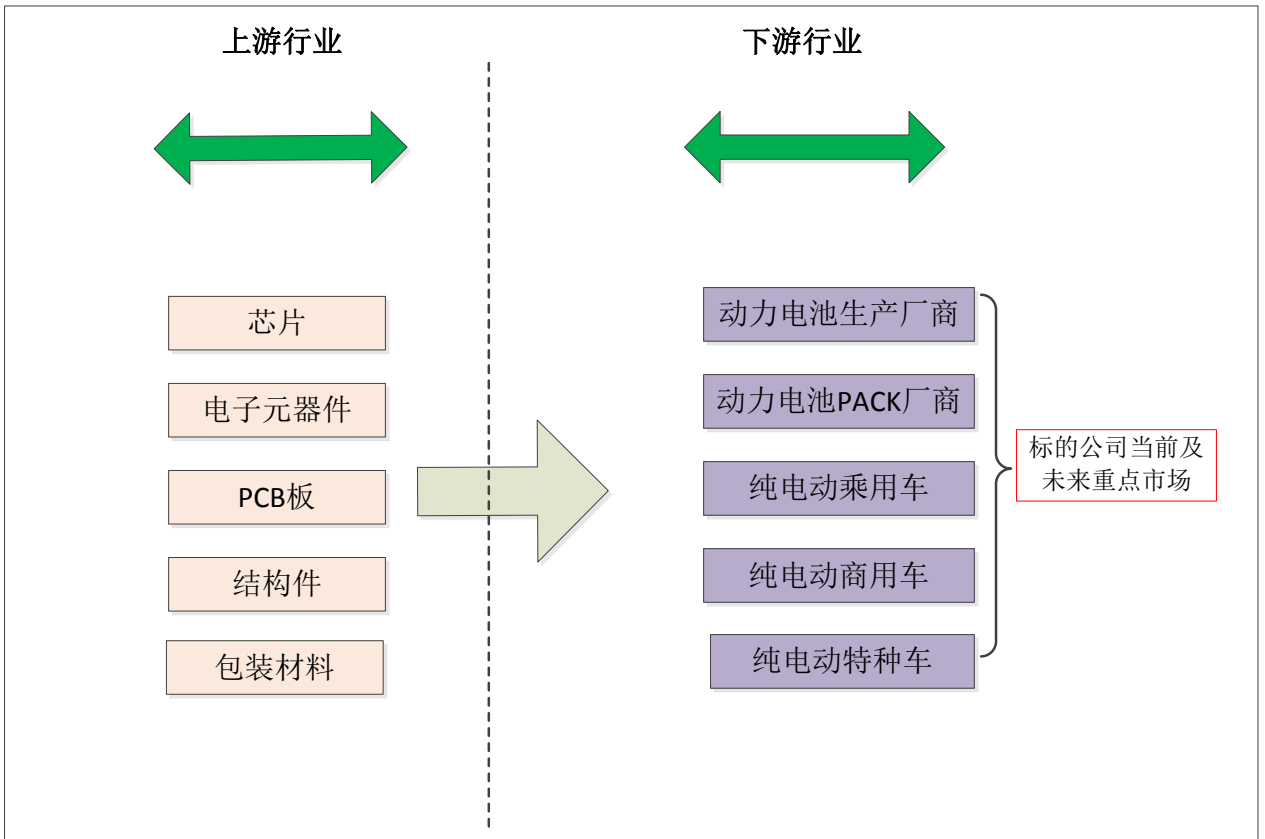 上游行业
下游行业
芯片
电子元器件
PCB板
结构件
包装材料
动力电池生产厂商
动力电池PACK厂商
纯电动乘用车
纯电动商用车
纯电动特种车
标的公司当前及
未来重点市场